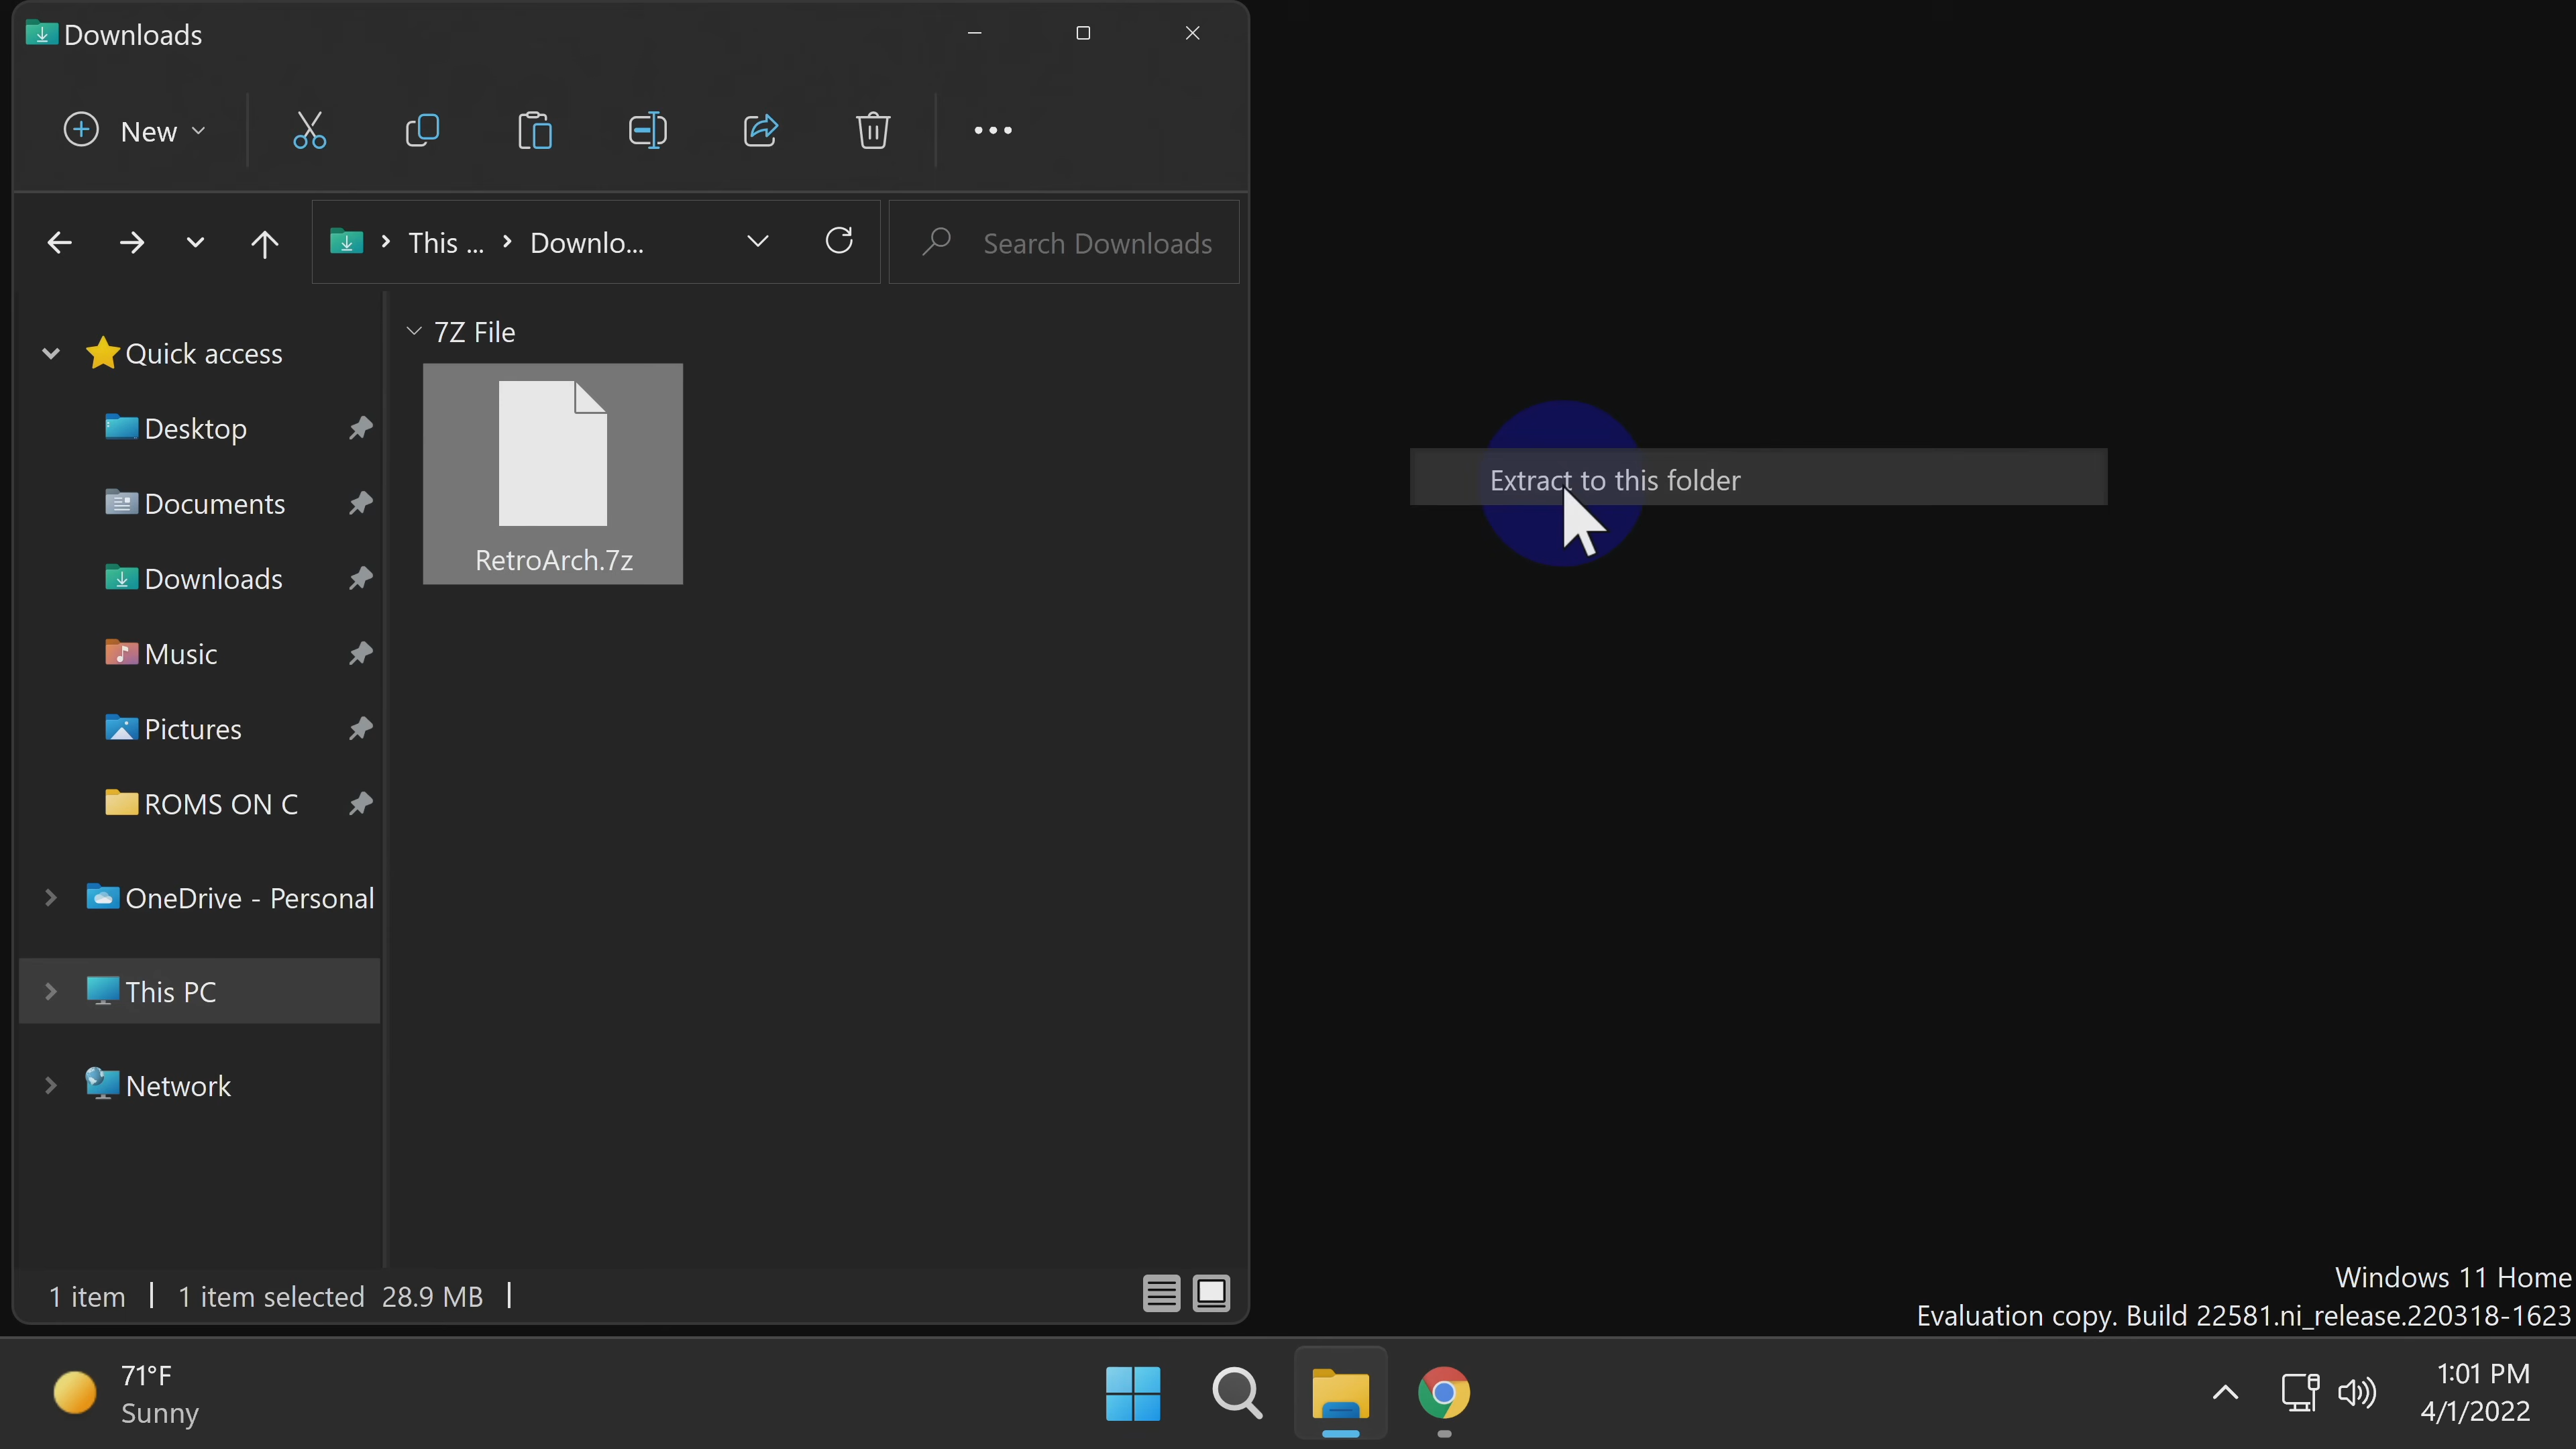 Downloads
New
This ...
Downlo...
Search Downloads
Quick access
Desktop
Documents
Downloads
Music
Pictures
ROMS ON C
OneDrive - Personal
This PC
Network
7Z File
RetroArch.7z
Extract to this folder
1 item
1 item selected 28.9 MB
Windows 11 Home
Evaluation copy. Build 22581.ni_release.220318-1623
71°F
Sunny
1:01 PM
4/1/2022